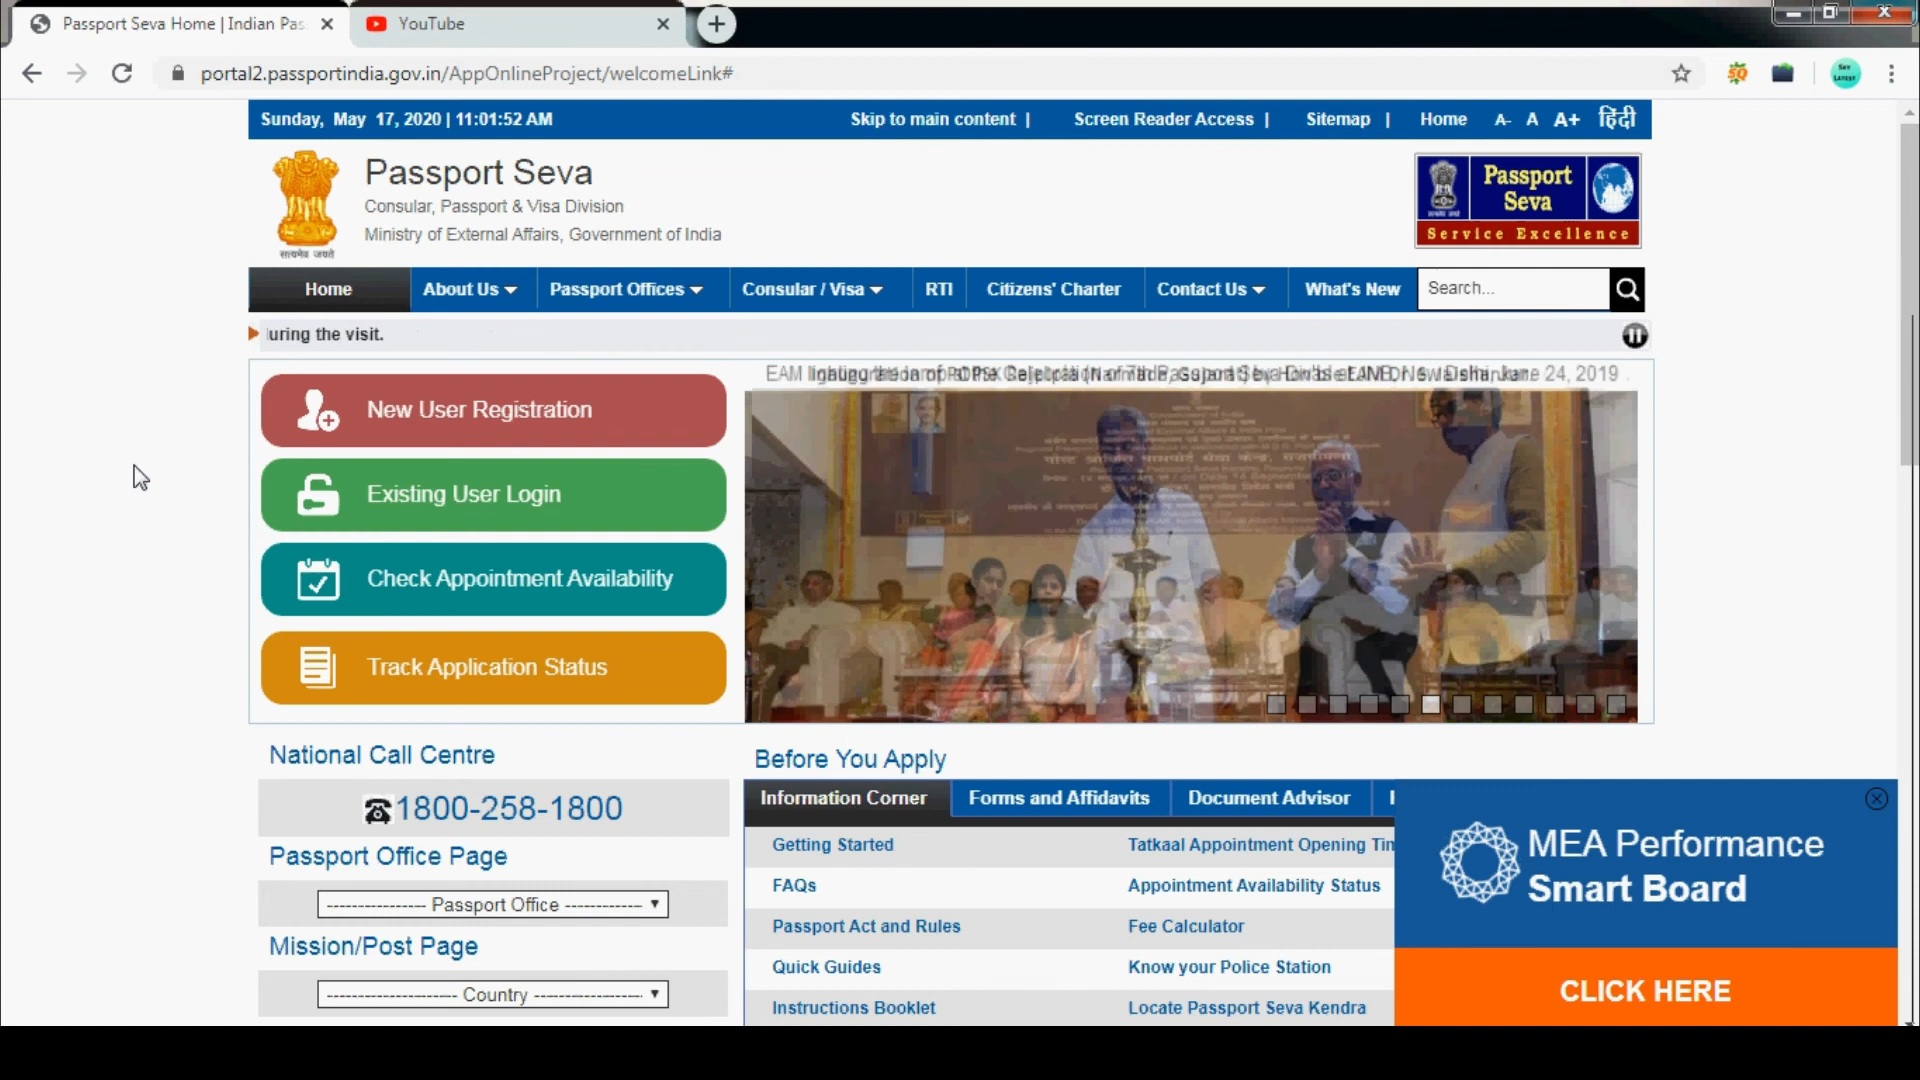 Passport Seva Home | Indian Pas
YouTube
portal2.passportindia.gov.in/AppOnlineProject/welcomeLink#
Sunday, May 17, 2020 | 11:01:52 AM
Skip to main content |
Screen Reader Access |
Sitemap |
Home
A- A A+ हिंदी
Passport Seva
Consular, Passport & Visa Division
Ministry of External Affairs, Government of India
सत्यमेव जयते
Passport
Seva
Service Excellence
Home
About Us
Passport Offices
Consular / Visa
RTI
Citizens' Charter
Contact Us
What's New
Search...
uring the visit.
New User Registration
Existing User Login
Check Appointment Availability
Track Application Status
National Call Centre
1800-258-1800
Passport Office Page
---------------- Passport Office ------------
Mission/Post Page
--------------------- Country -----------------
Before You Apply
Information Corner
Forms and Affidavits
Document Advisor
Getting Started
Tatkaal Appointment Opening Tim
FAQs
Appointment Availability Status
Passport Act and Rules
Fee Calculator
Quick Guides
Know your Police Station
Instructions Booklet
Locate Passport Seva Kendra
MEA Performance
Smart Board
CLICK HERE